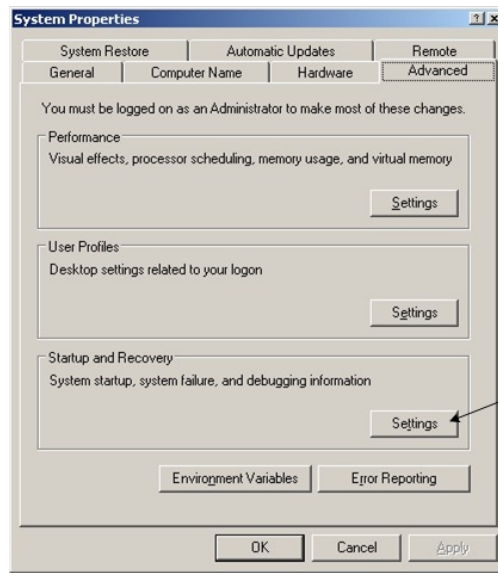 System Properties
System Restore Automatic Updates Remote
General Computer Name Hardware Advanced
You must be logged on as an Administrator to make most of these changes.
Performance
Visual effects, processor scheduling, memory usage, and virtual memory
Settings
User Profiles
Desktop settings related to your logon
Settings
Startup and Recovery
System startup, system failure, and debugging information
Settings
Environment Variables Error Reporting
OK Cancel Apply